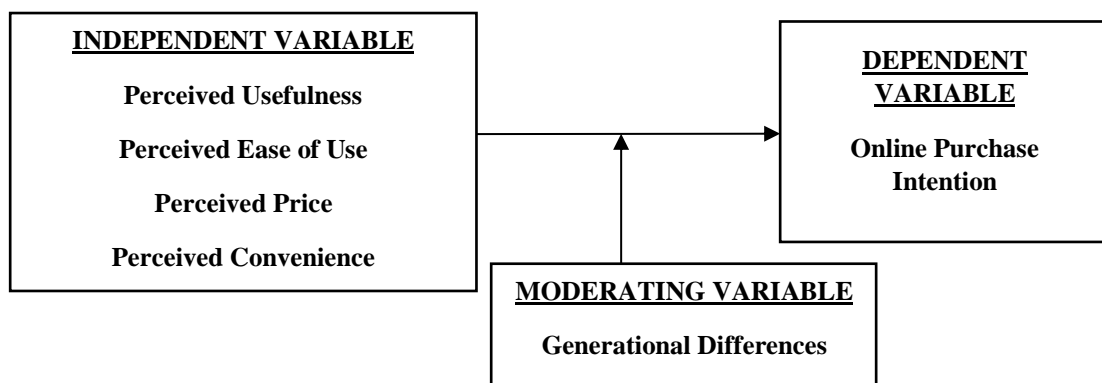 INDEPENDENT VARIABLE
Perceived Usefulness
Perceived Ease of Use
Perceived Price
Perceived Convenience
DEPENDENT
VARIABLE
Online Purchase
Intention
MODERATING VARIABLE
Generational Differences